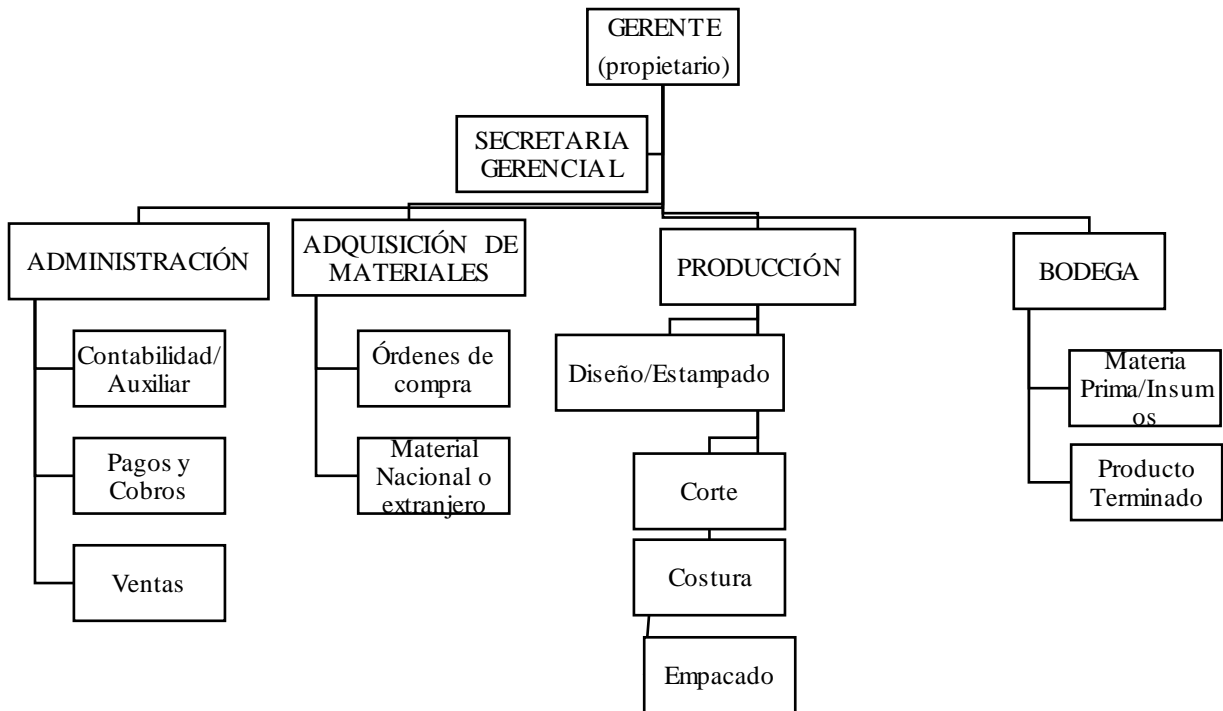 GERENTE
(propietario)
SECRETARIA
GERENCIAL
ADMINISTRACIÓN
Contabilidad/
Auxiliar
Pagos y
Cobros
Ventas
ADQUISICIÓN DE
MATERIALES
Órdenes de
compra
Material
Nacional o
extranjero
PRODUCCIÓN
Diseño/Estampado
Corte
Costura
Empacado
BODEGA
Materia
Prima/Insum
os
Producto
Terminado